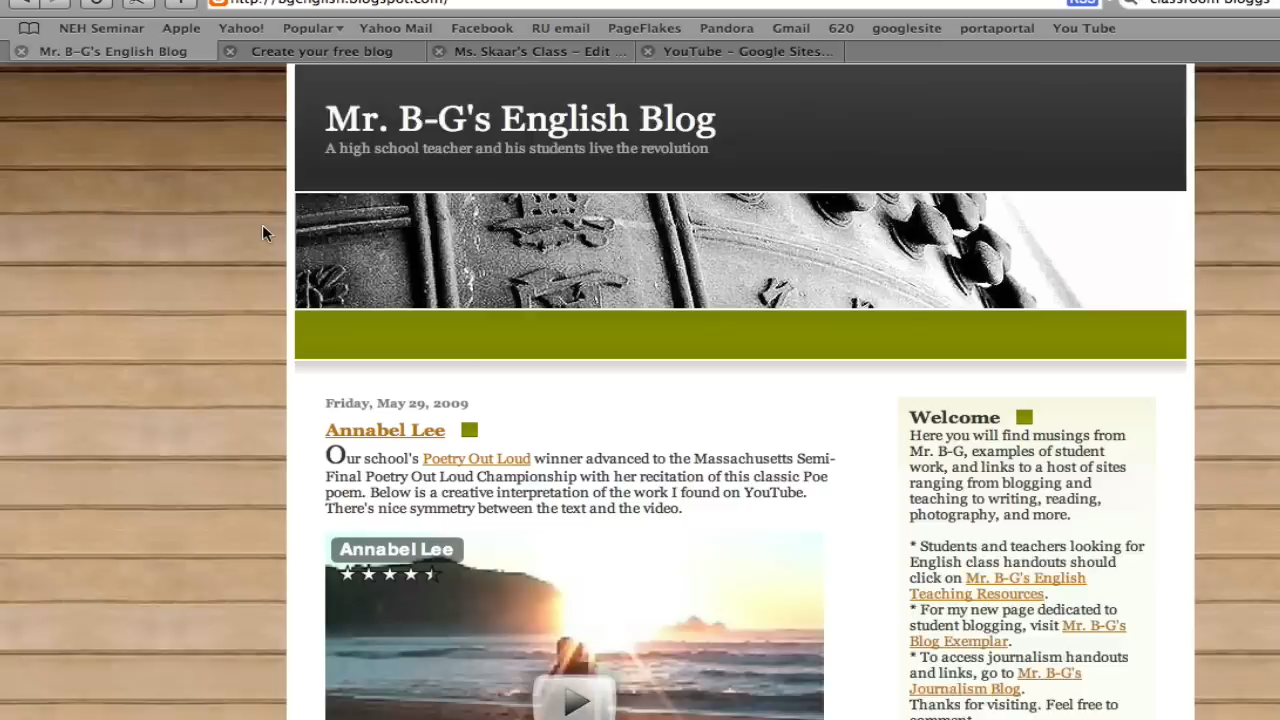 http://bgenglish.blogspot.com/
RSS
NEH Seminar Apple Yahoo! Popular▾ Yahoo Mail Facebook RU email PageFlakes Pandora Gmail 620 googlesite portaportal You Tube
Mr. B-G's English Blog Create your free blog Ms. Skaar's Class – Edit ... YouTube – Google Sites...
Mr. B-G's English Blog
A high school teacher and his students live the revolution
Friday, May 29, 2009
Annabel Lee
Our school's Poetry Out Loud winner advanced to the Massachusetts Semi-
Final Poetry Out Loud Championship with her recitation of this classic Poe
poem. Below is a creative interpretation of the work I found on YouTube.
There's nice symmetry between the text and the video.
Annabel Lee
Welcome
Here you will find musings from
Mr. B-G, examples of student
work, and links to a host of sites
ranging from blogging and
teaching to writing, reading,
photography, and more.
* Students and teachers looking for
English class handouts should
click on Mr. B-G's English
Teaching Resources.
* For my new page dedicated to
student blogging, visit Mr. B-G's
Blog Exemplar.
* To access journalism handouts
and links, go to Mr. B-G's
Journalism Blog.
Thanks for visiting. Feel free to
comment.